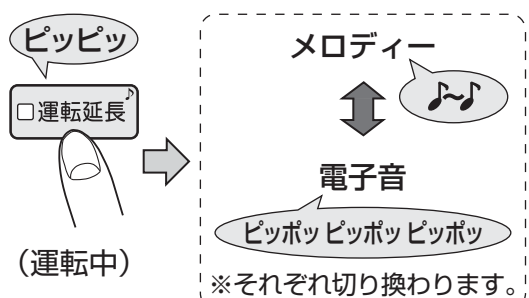 ピッピッ
□運転延長♪
(運転中)
メロディー
♪~♪
電子音
ピッポッ ピッポッ ピッポッ
※それぞれ切り換わります。